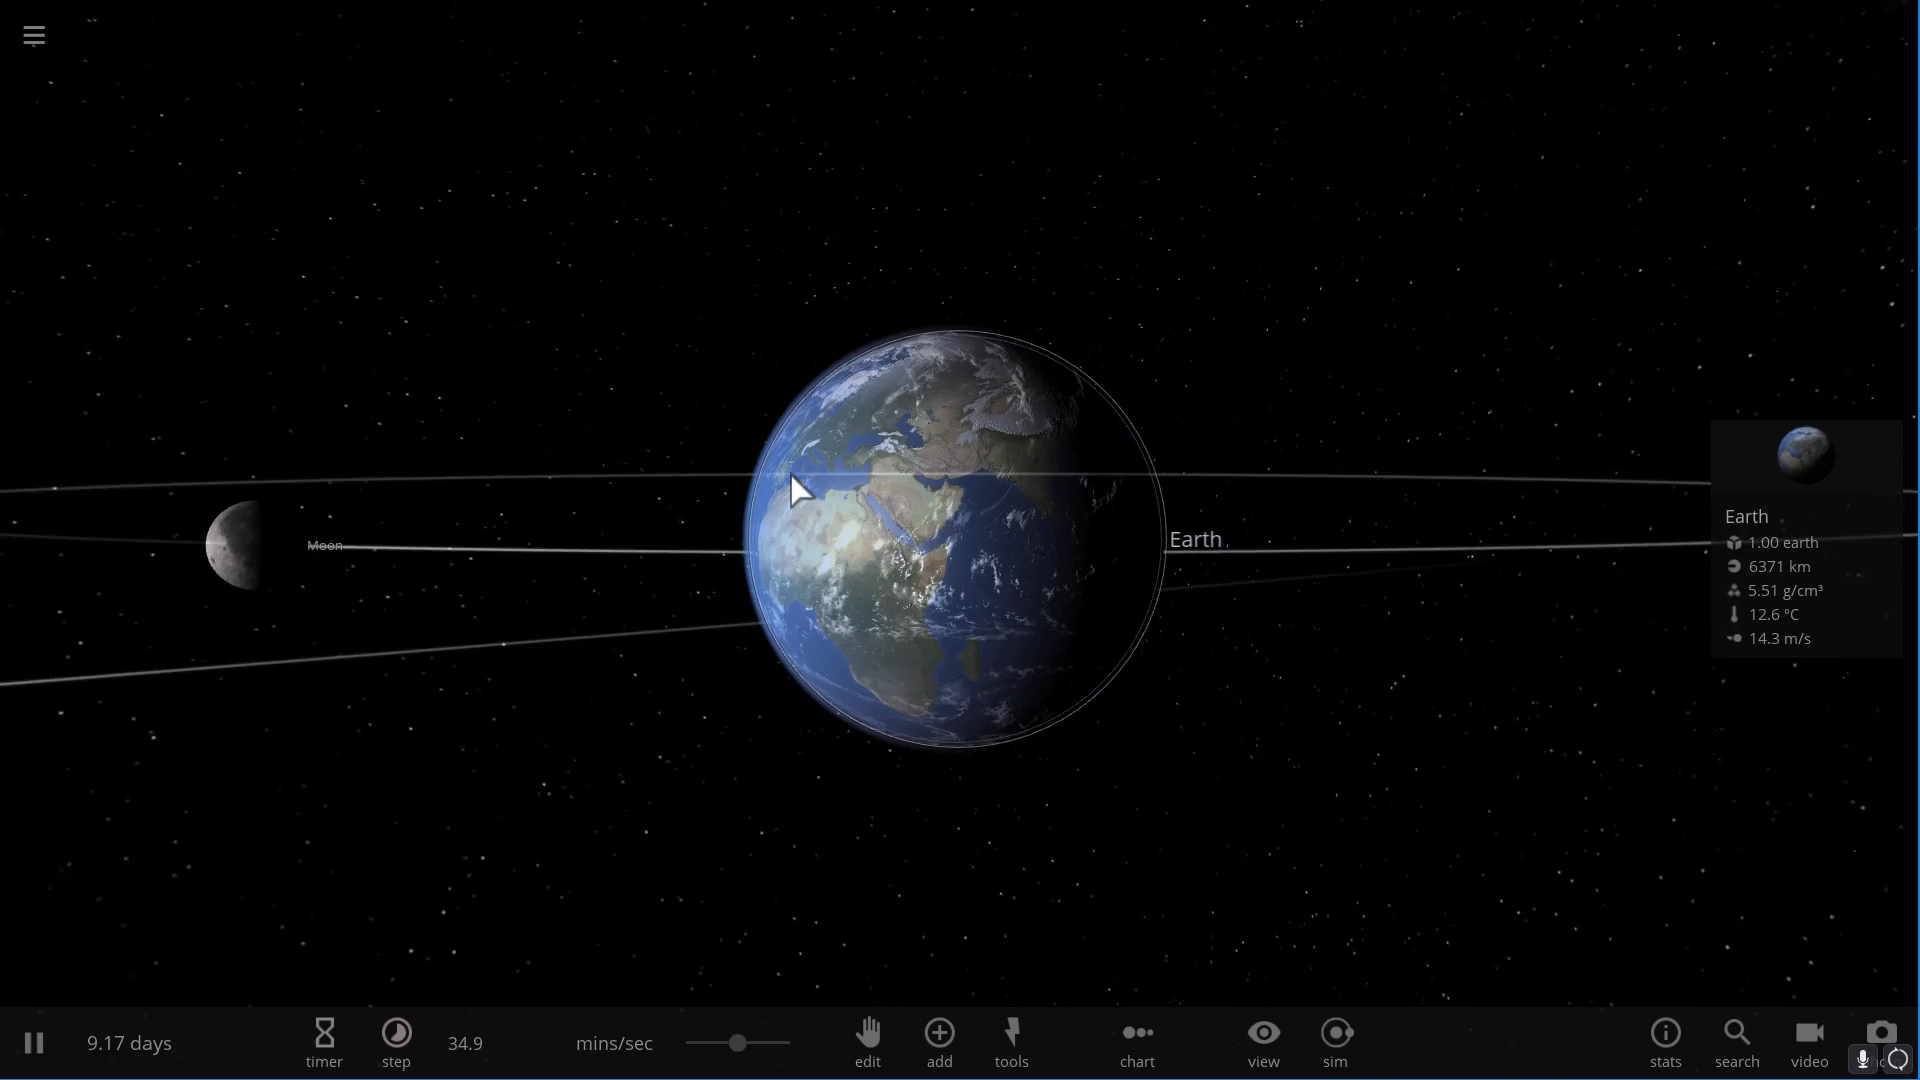 Moon
Earth
Earth
1.00 earth
6371 km
5.51 g/cm³
12.6 °C
14.3 m/s
9.17 days
timer
step
34.9
mins/sec
edit
add
tools
chart
view
sim
stats
search
video